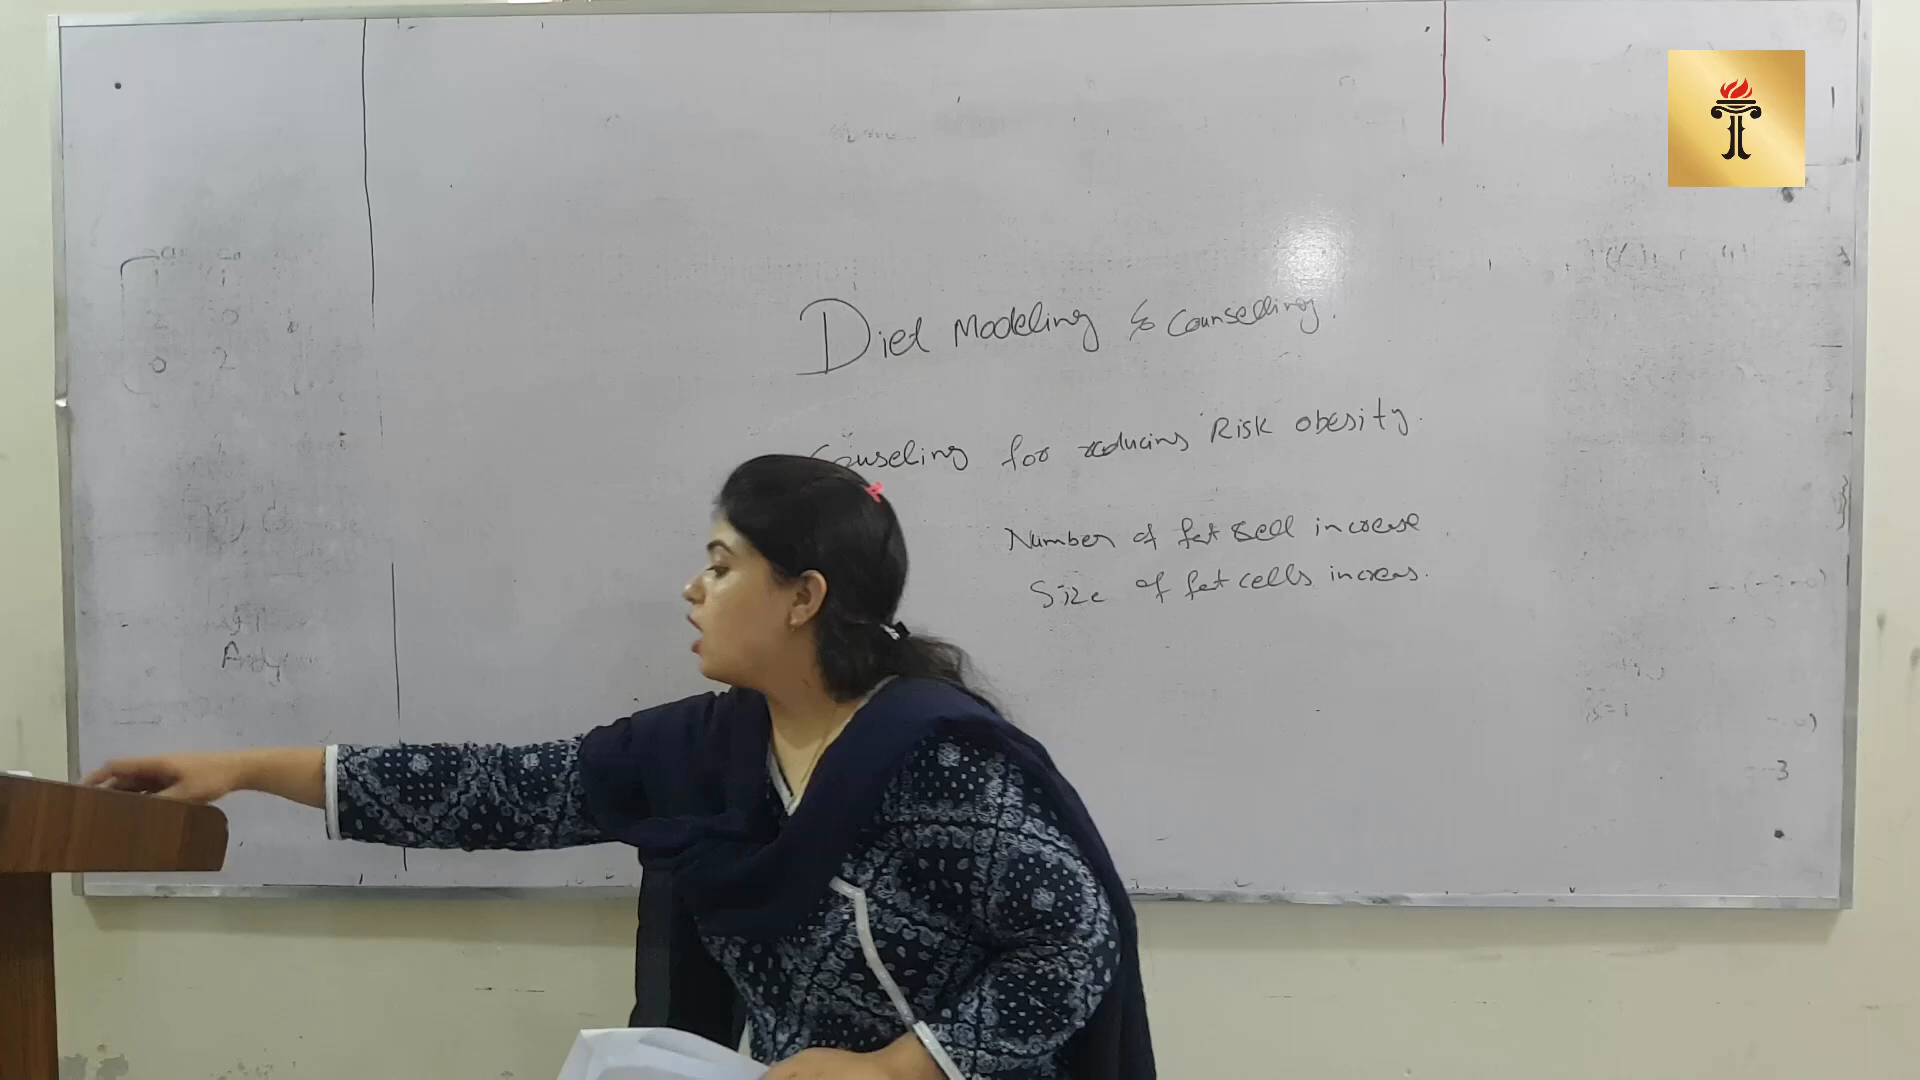 Diet Modeling & Counselling.
Counseling for reducing Risk obesity.
Number of fat cell increase.
Size of fat cells increas.